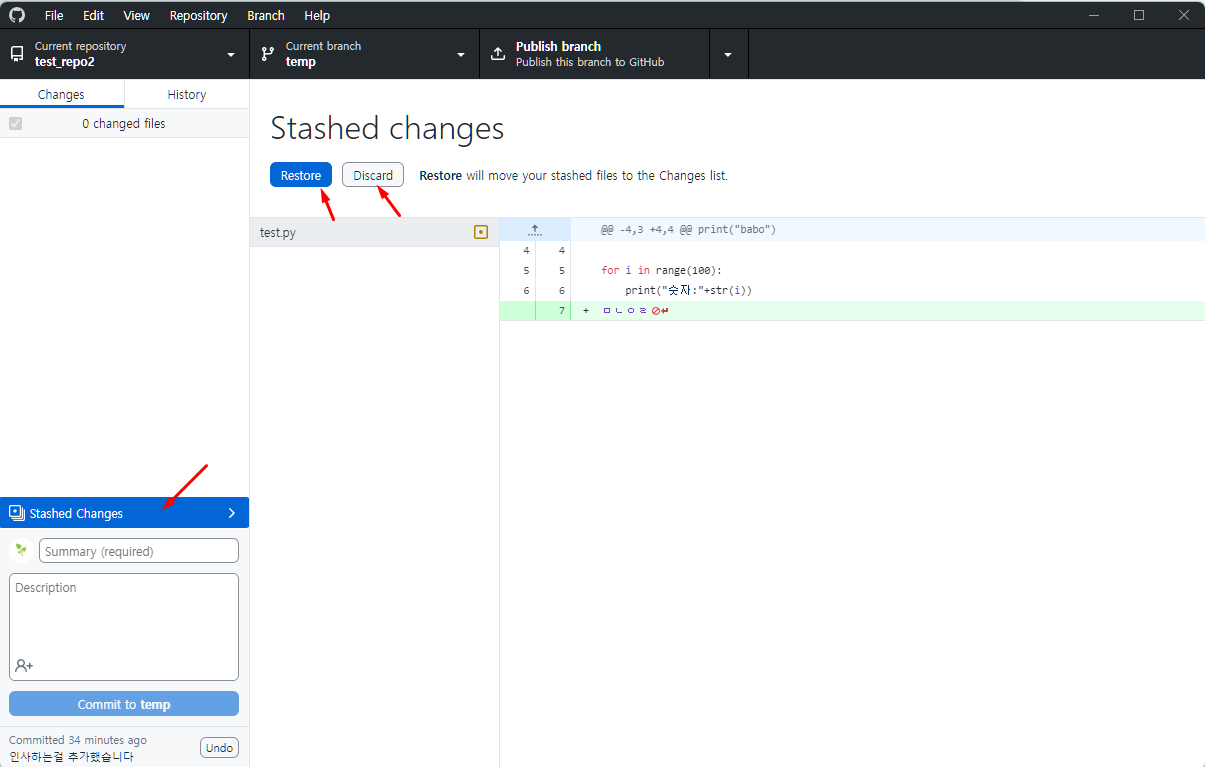 File Edit View Repository Branch Help
Current repository
test_repo2
Current branch
temp
Publish branch
Publish this branch to GitHub
Changes History
0 changed files
Stashed changes
Restore Discard Restore will move your stashed files to the Changes list.
test.py
@@ -4,3 +4,4 @@ print("babo")
4 4
5 5 for i in range(100):
6 6 print("숫자:"+str(i))
7 + ㅁㄴㅇㄹ
Stashed Changes
Summary (required)
Description
Commit to temp
Committed 34 minutes ago
인사하는걸 추가했습니다
Undo